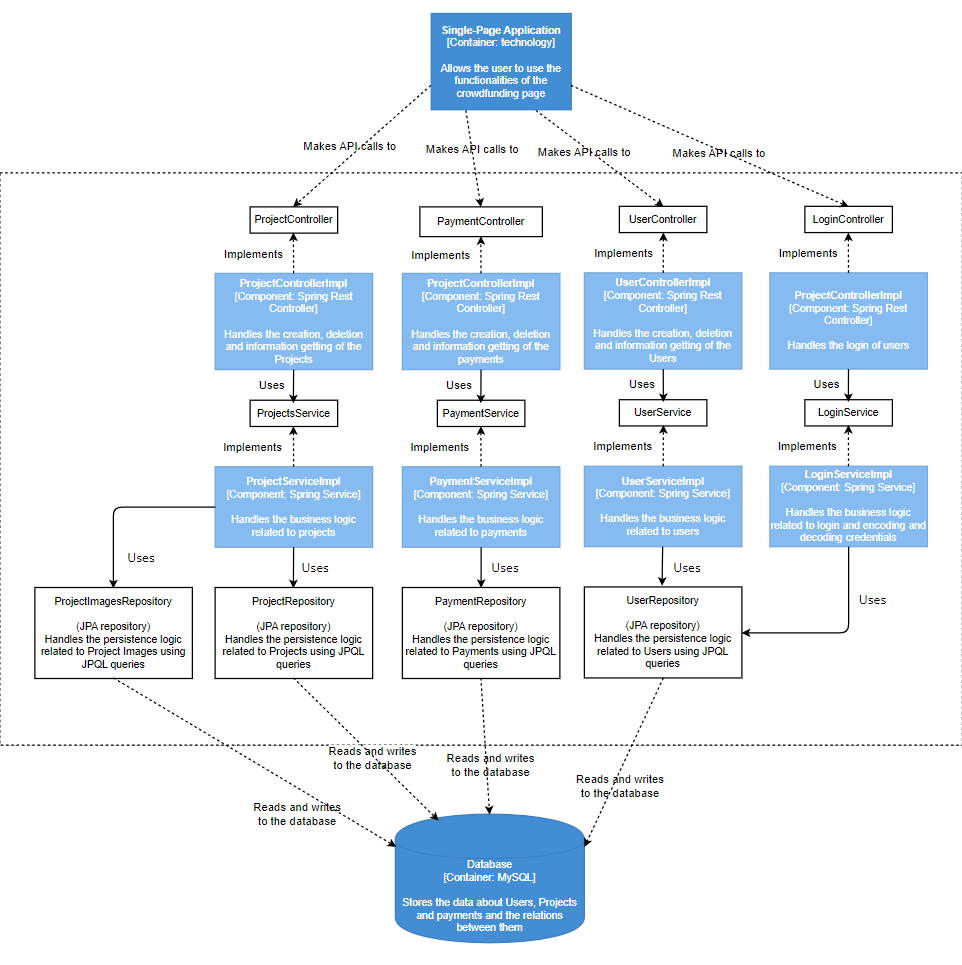 Single-Page Application
[Container: technology]
Allows the user to use the
functionalities of the
crowdfunding page
Makes API calls to
Makes API calls to
Makes API calls to
Makes API calls to
ProjectController
PaymentController
UserController
LoginController
Implements
Implements
Implements
Implements
ProjectControllerImpl
[Component: Spring Rest
Controller]
Handles the creation, deletion
and information getting of the
Projects
ProjectControllerImpl
[Component: Spring Rest
Controller]
Handles the creation, deletion
and information getting of the
payments
UserControllerImpl
[Component: Spring Rest
Controller]
Handles the creation, deletion
and information getting of the
Users
ProjectControllerImpl
[Component: Spring Rest
Controller]
Handles the login of users
Uses
Uses
Uses
Uses
ProjectsService
PaymentService
UserService
LoginService
Implements
Implements
Implements
Implements
ProjectServiceImpl
[Component: Spring Service]
Handles the business logic
related to projects
PaymentServiceImpl
[Component: Spring Service]
Handles the business logic
related to payments
UserServiceImpl
[Component: Spring Service]
Handles the business logic
related to users
LoginServiceImpl
[Component: Spring Service]
Handles the business logic
related to login and encoding and
decoding credentials
Uses
Uses
Uses
Uses
Uses
ProjectImagesRepository
(JPA repository)
Handles the persistence logic
related to Project Images using
JPQL queries
ProjectRepository
(JPA repository)
Handles the persistence logic
related to Projects using JPQL
queries
PaymentRepository
(JPA repository)
Handles the persistence logic
related to Payments using JPQL
queries
UserRepository
(JPA repository)
Handles the persistence logic
related to Users using JPQL
queries
Reads and writes
to the database
Reads and writes
to the database
Reads and writes
to the database
Reads and writes
to the database
Database
[Container: MySQL]
Stores the data about Users, Projects
and payments and the relations
between them